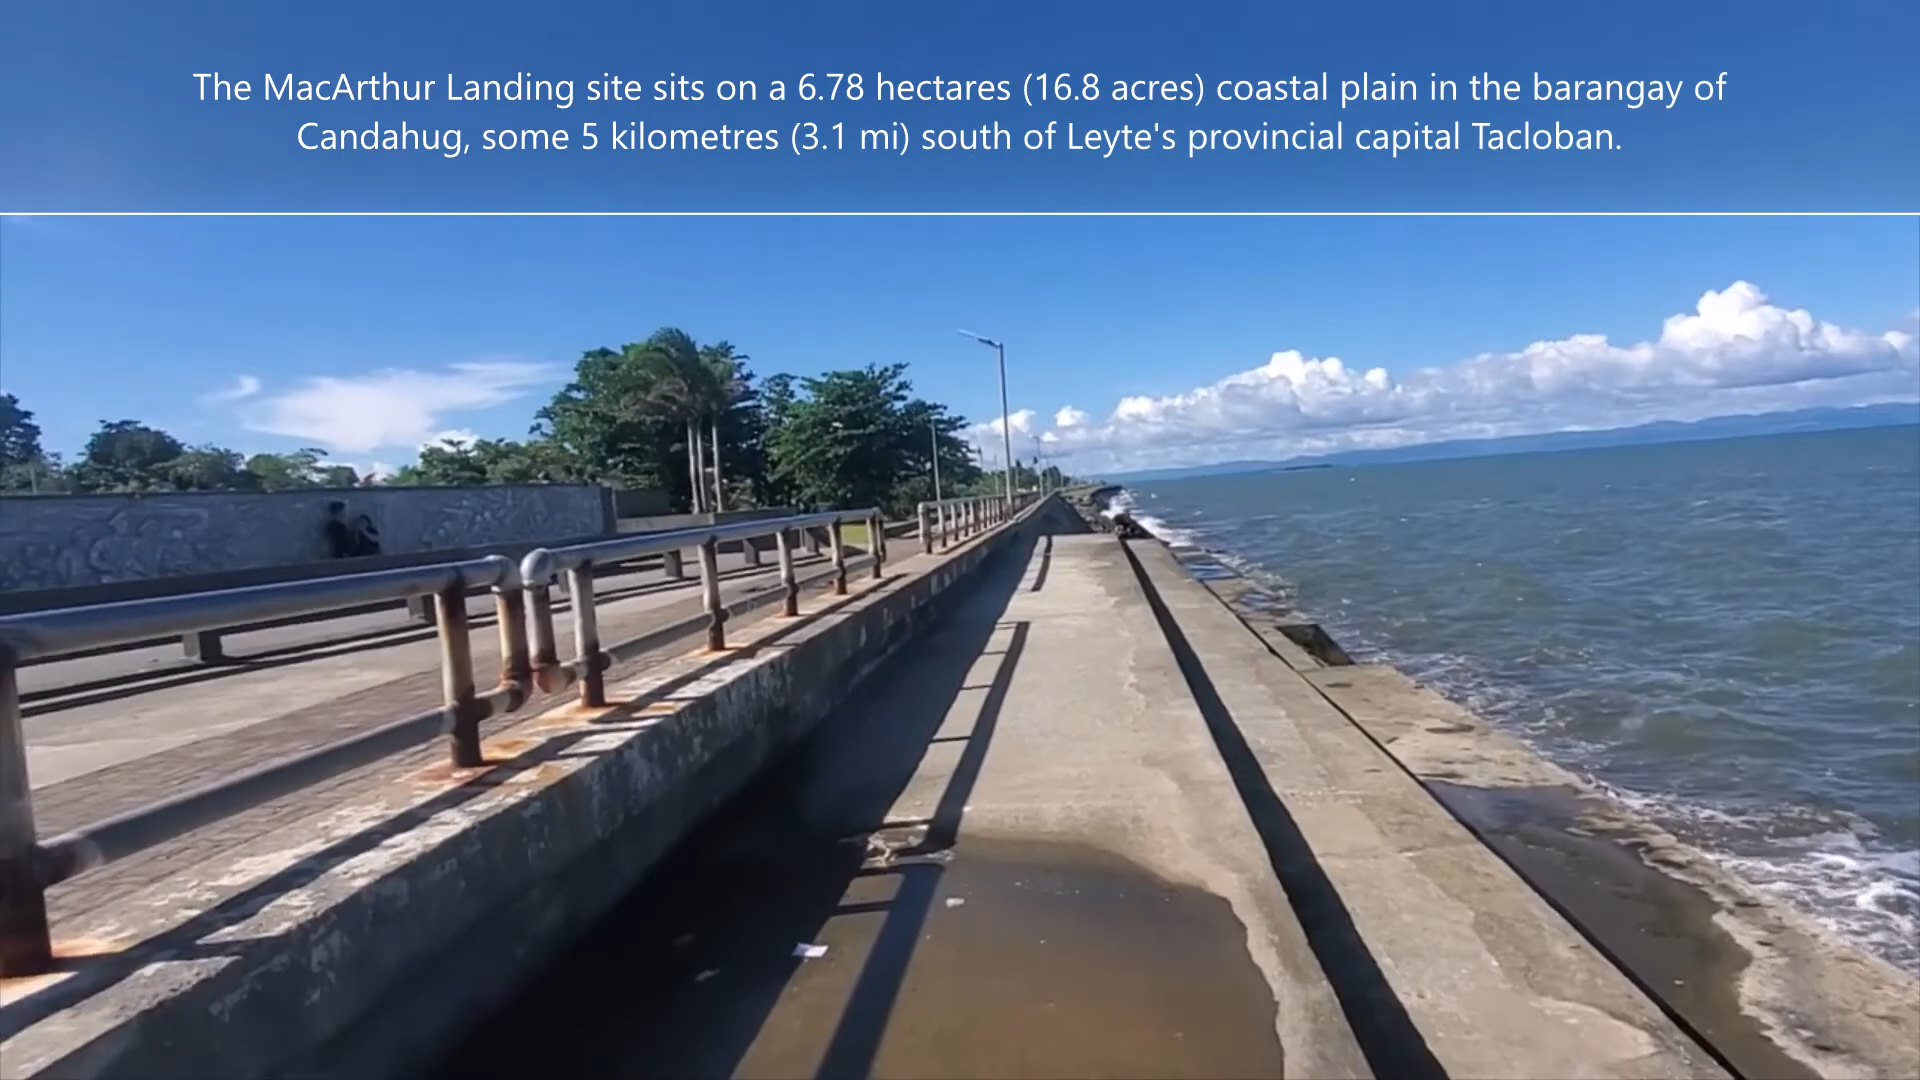 The MacArthur Landing site sits on a 6.78 hectares (16.8 acres) coastal plain in the barangay of
Candahug, some 5 kilometres (3.1 mi) south of Leyte's provincial capital Tacloban.